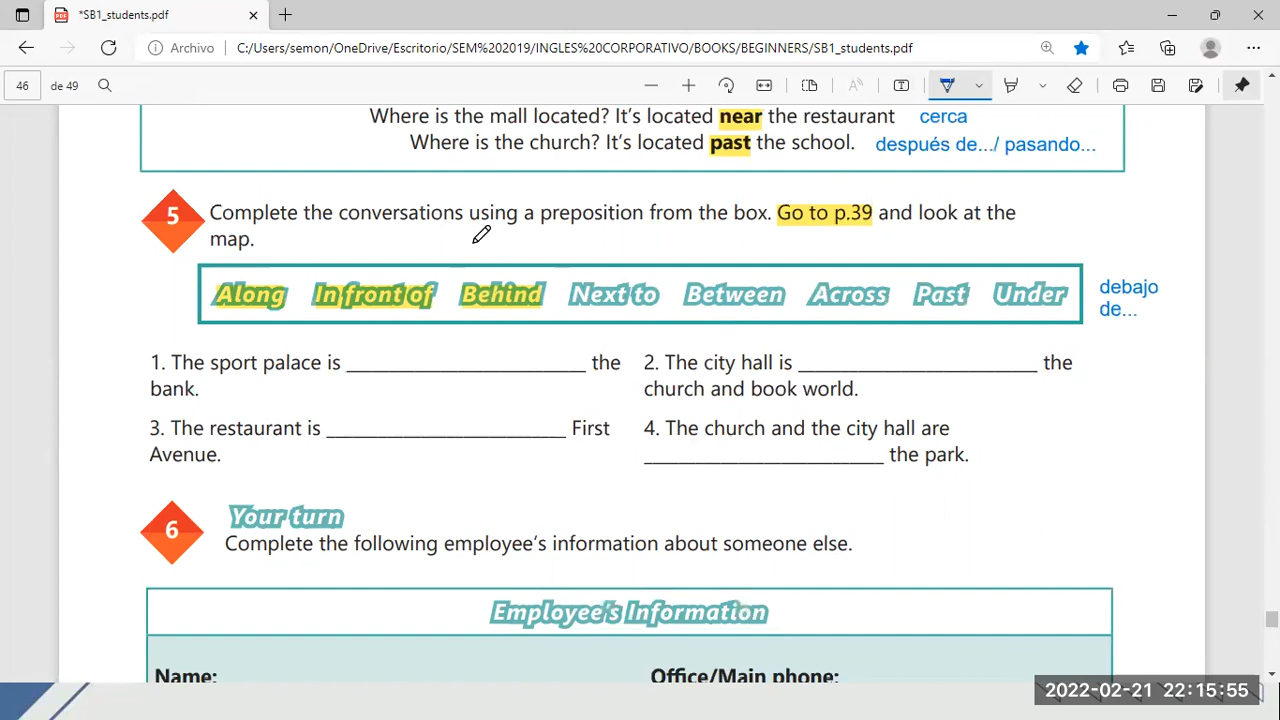 *SB1_students.pdf
Archivo C:/Users/semon/OneDrive/Escritorio/SEM%202019/INGLES%20CORPORATIVO/BOOKS/BEGINNERS/SB1_students.pdf
46 de 49
Where is the mall located? It's located near the restaurant cerca
Where is the church? It's located past the school. después de.../ pasando...
5 Complete the conversations using a preposition from the box. Go to p.39 and look at the
map.
Along In front of Behind Next to Between Across Past Under debajo
de...
1. The sport palace is ______________________ the
bank.
2. The city hall is ______________________ the
church and book world.
3. The restaurant is ______________________ First
Avenue.
4. The church and the city hall are
______________________ the park.
6 Your turn
Complete the following employee's information about someone else.
Employee's Information
Name: Office/Main phone:
2022-02-21 22:15:55